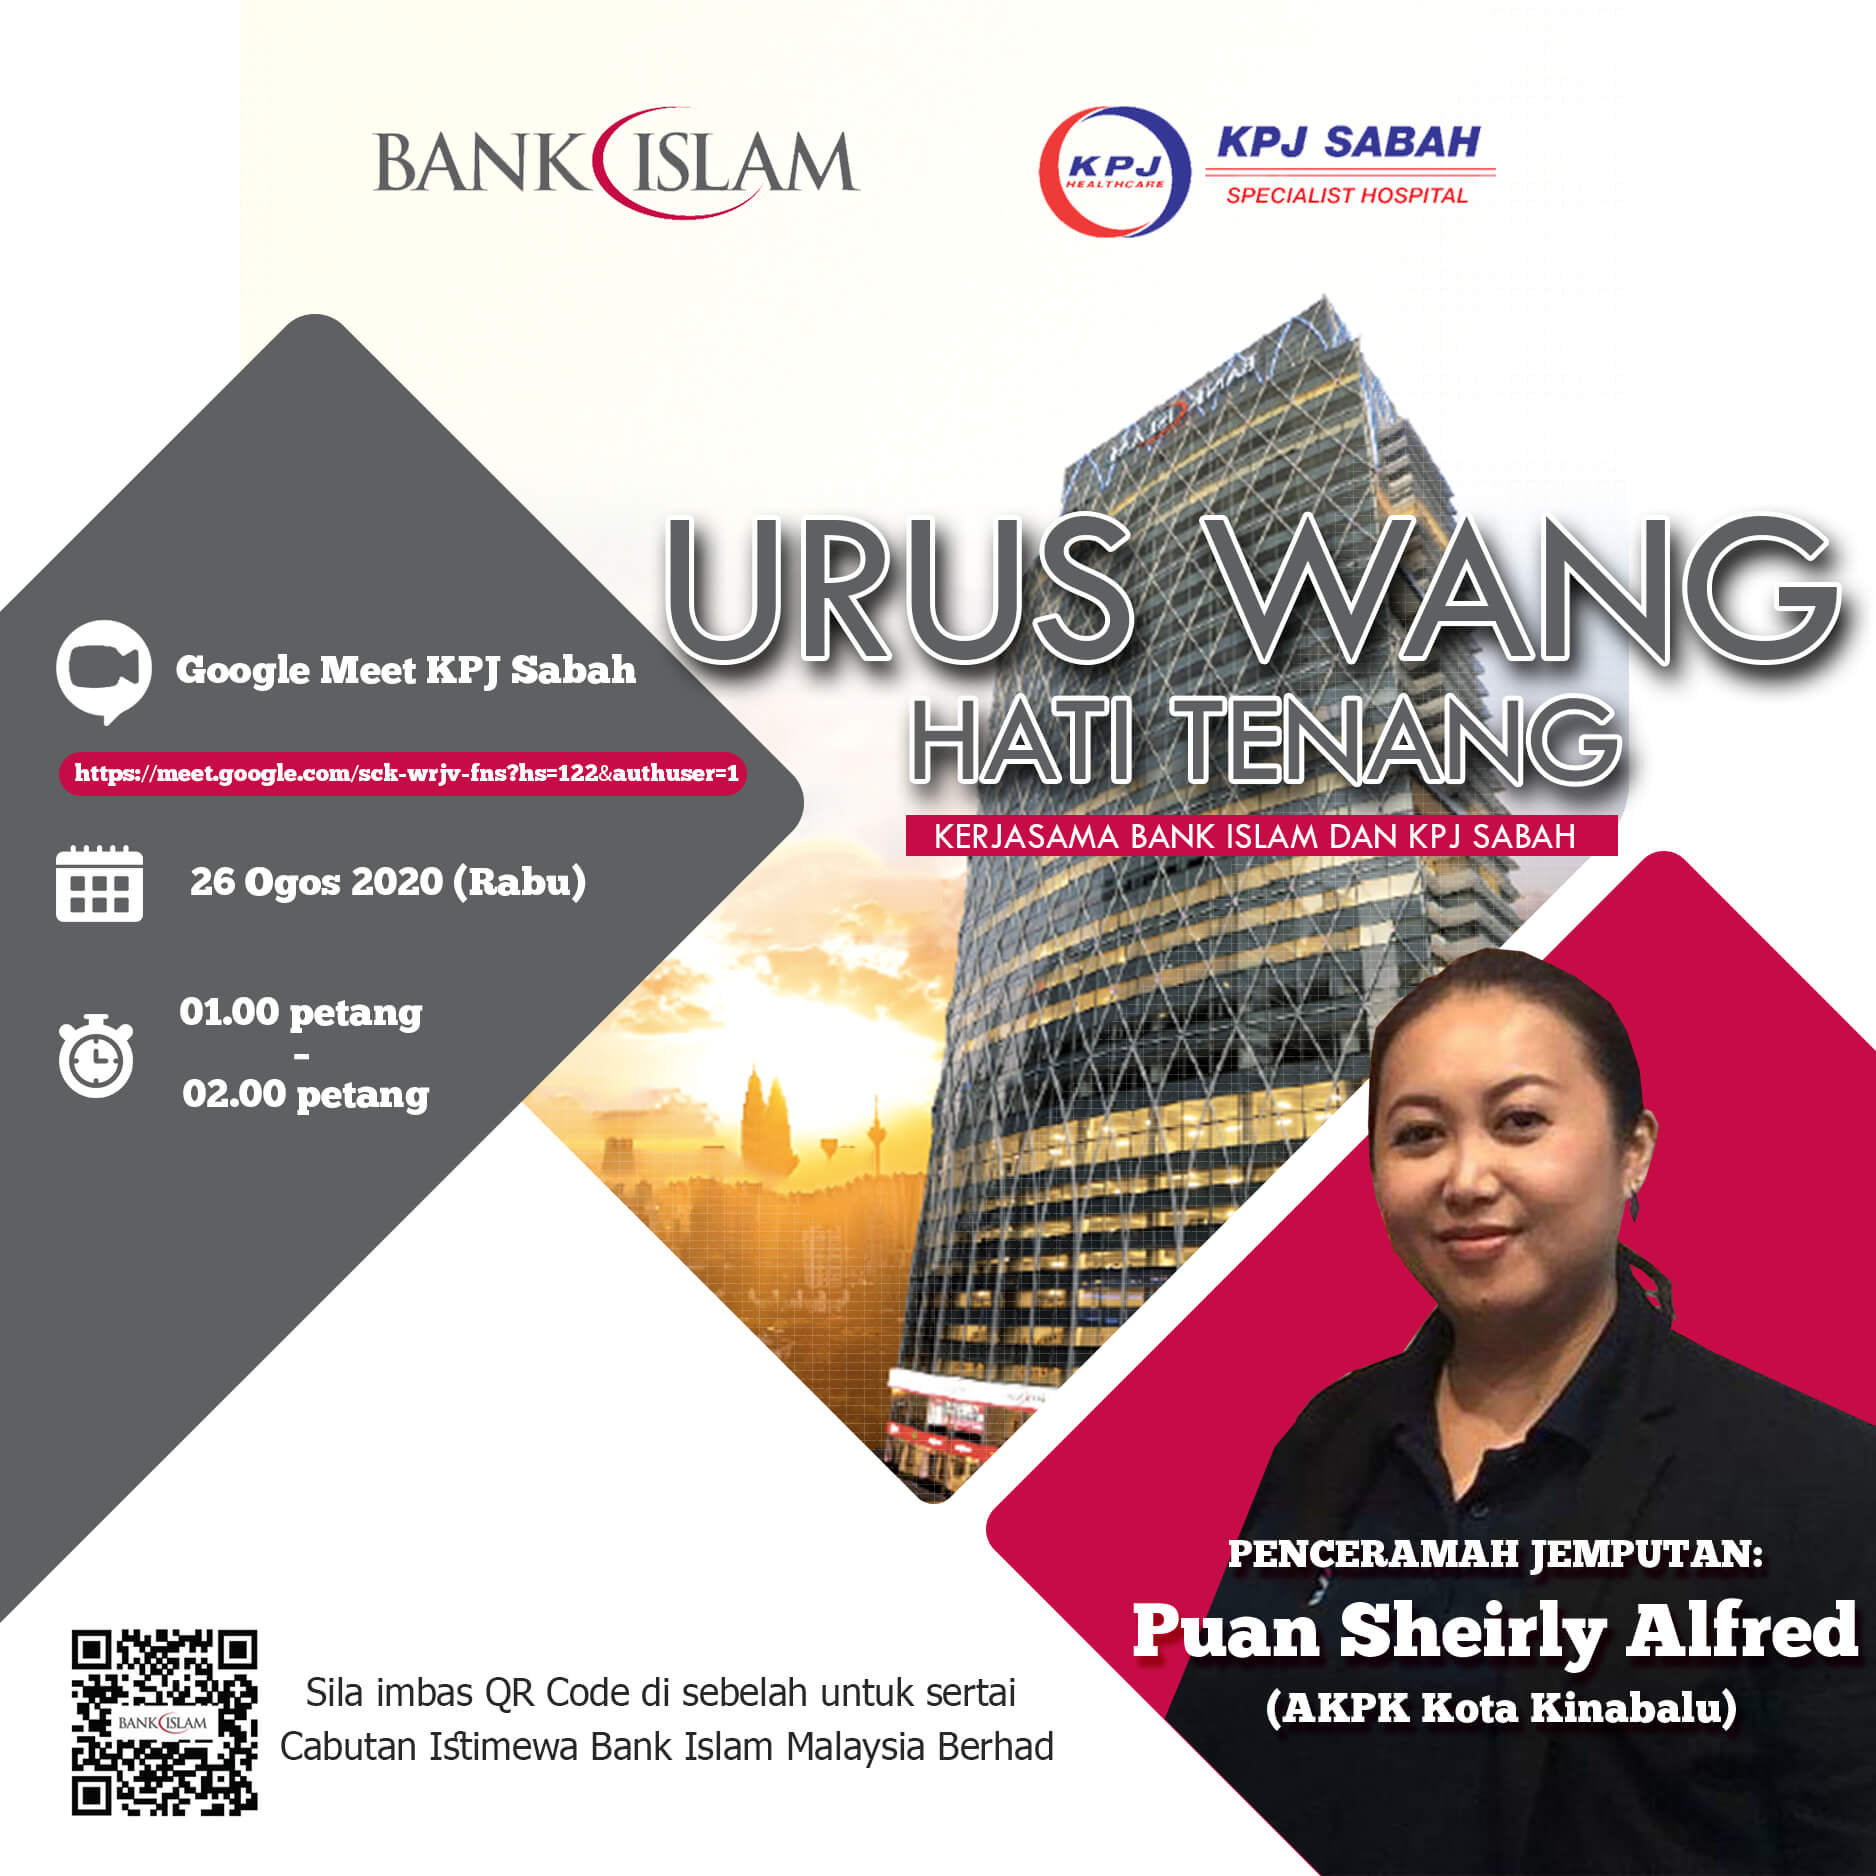 BANK ISLAM
KPJ
HEALTHCARE
KPJ SABAH
SPECIALIST HOSPITAL
BANK ISLAM
URUS WANG
HATI TENANG
KERJASAMA BANK ISLAM DAN KPJ SABAH
Google Meet KPJ Sabah
https://meet.google.com/sck-wrjv-fns?hs=122&authuser=1
26 Ogos 2020 (Rabu)
01.00 petang
-
02.00 petang
PENCERAMAH JEMPUTAN:
Puan Sheirly Alfred
(AKPK Kota Kinabalu)
BANK ISLAM
Sila imbas QR Code di sebelah untuk sertai
Cabutan Istimewa Bank Islam Malaysia Berhad